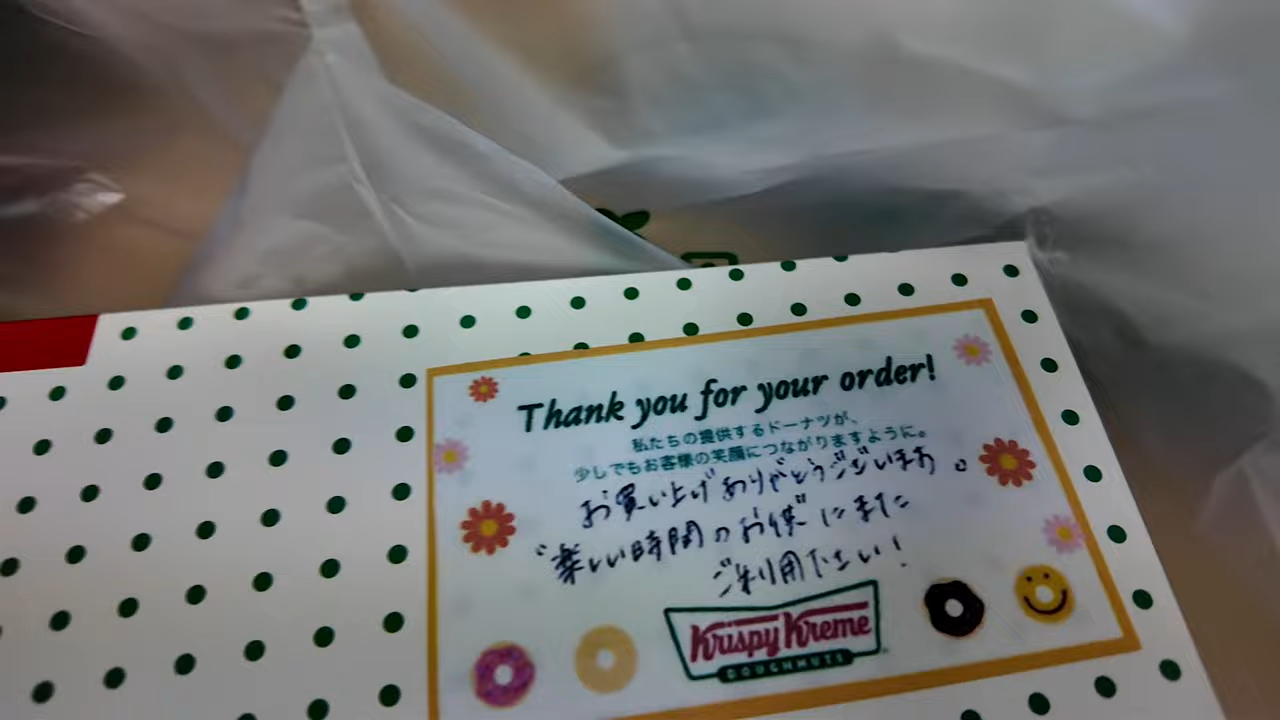 Thank you for your order!
私たちの提供するドーナツが、
少しでもお客様の笑顔につながりますように。
お買い上げありがとうございます。
楽しい時間のお供にまた
ご利用下さい!
Krispy Kreme
DOUGHNUTS